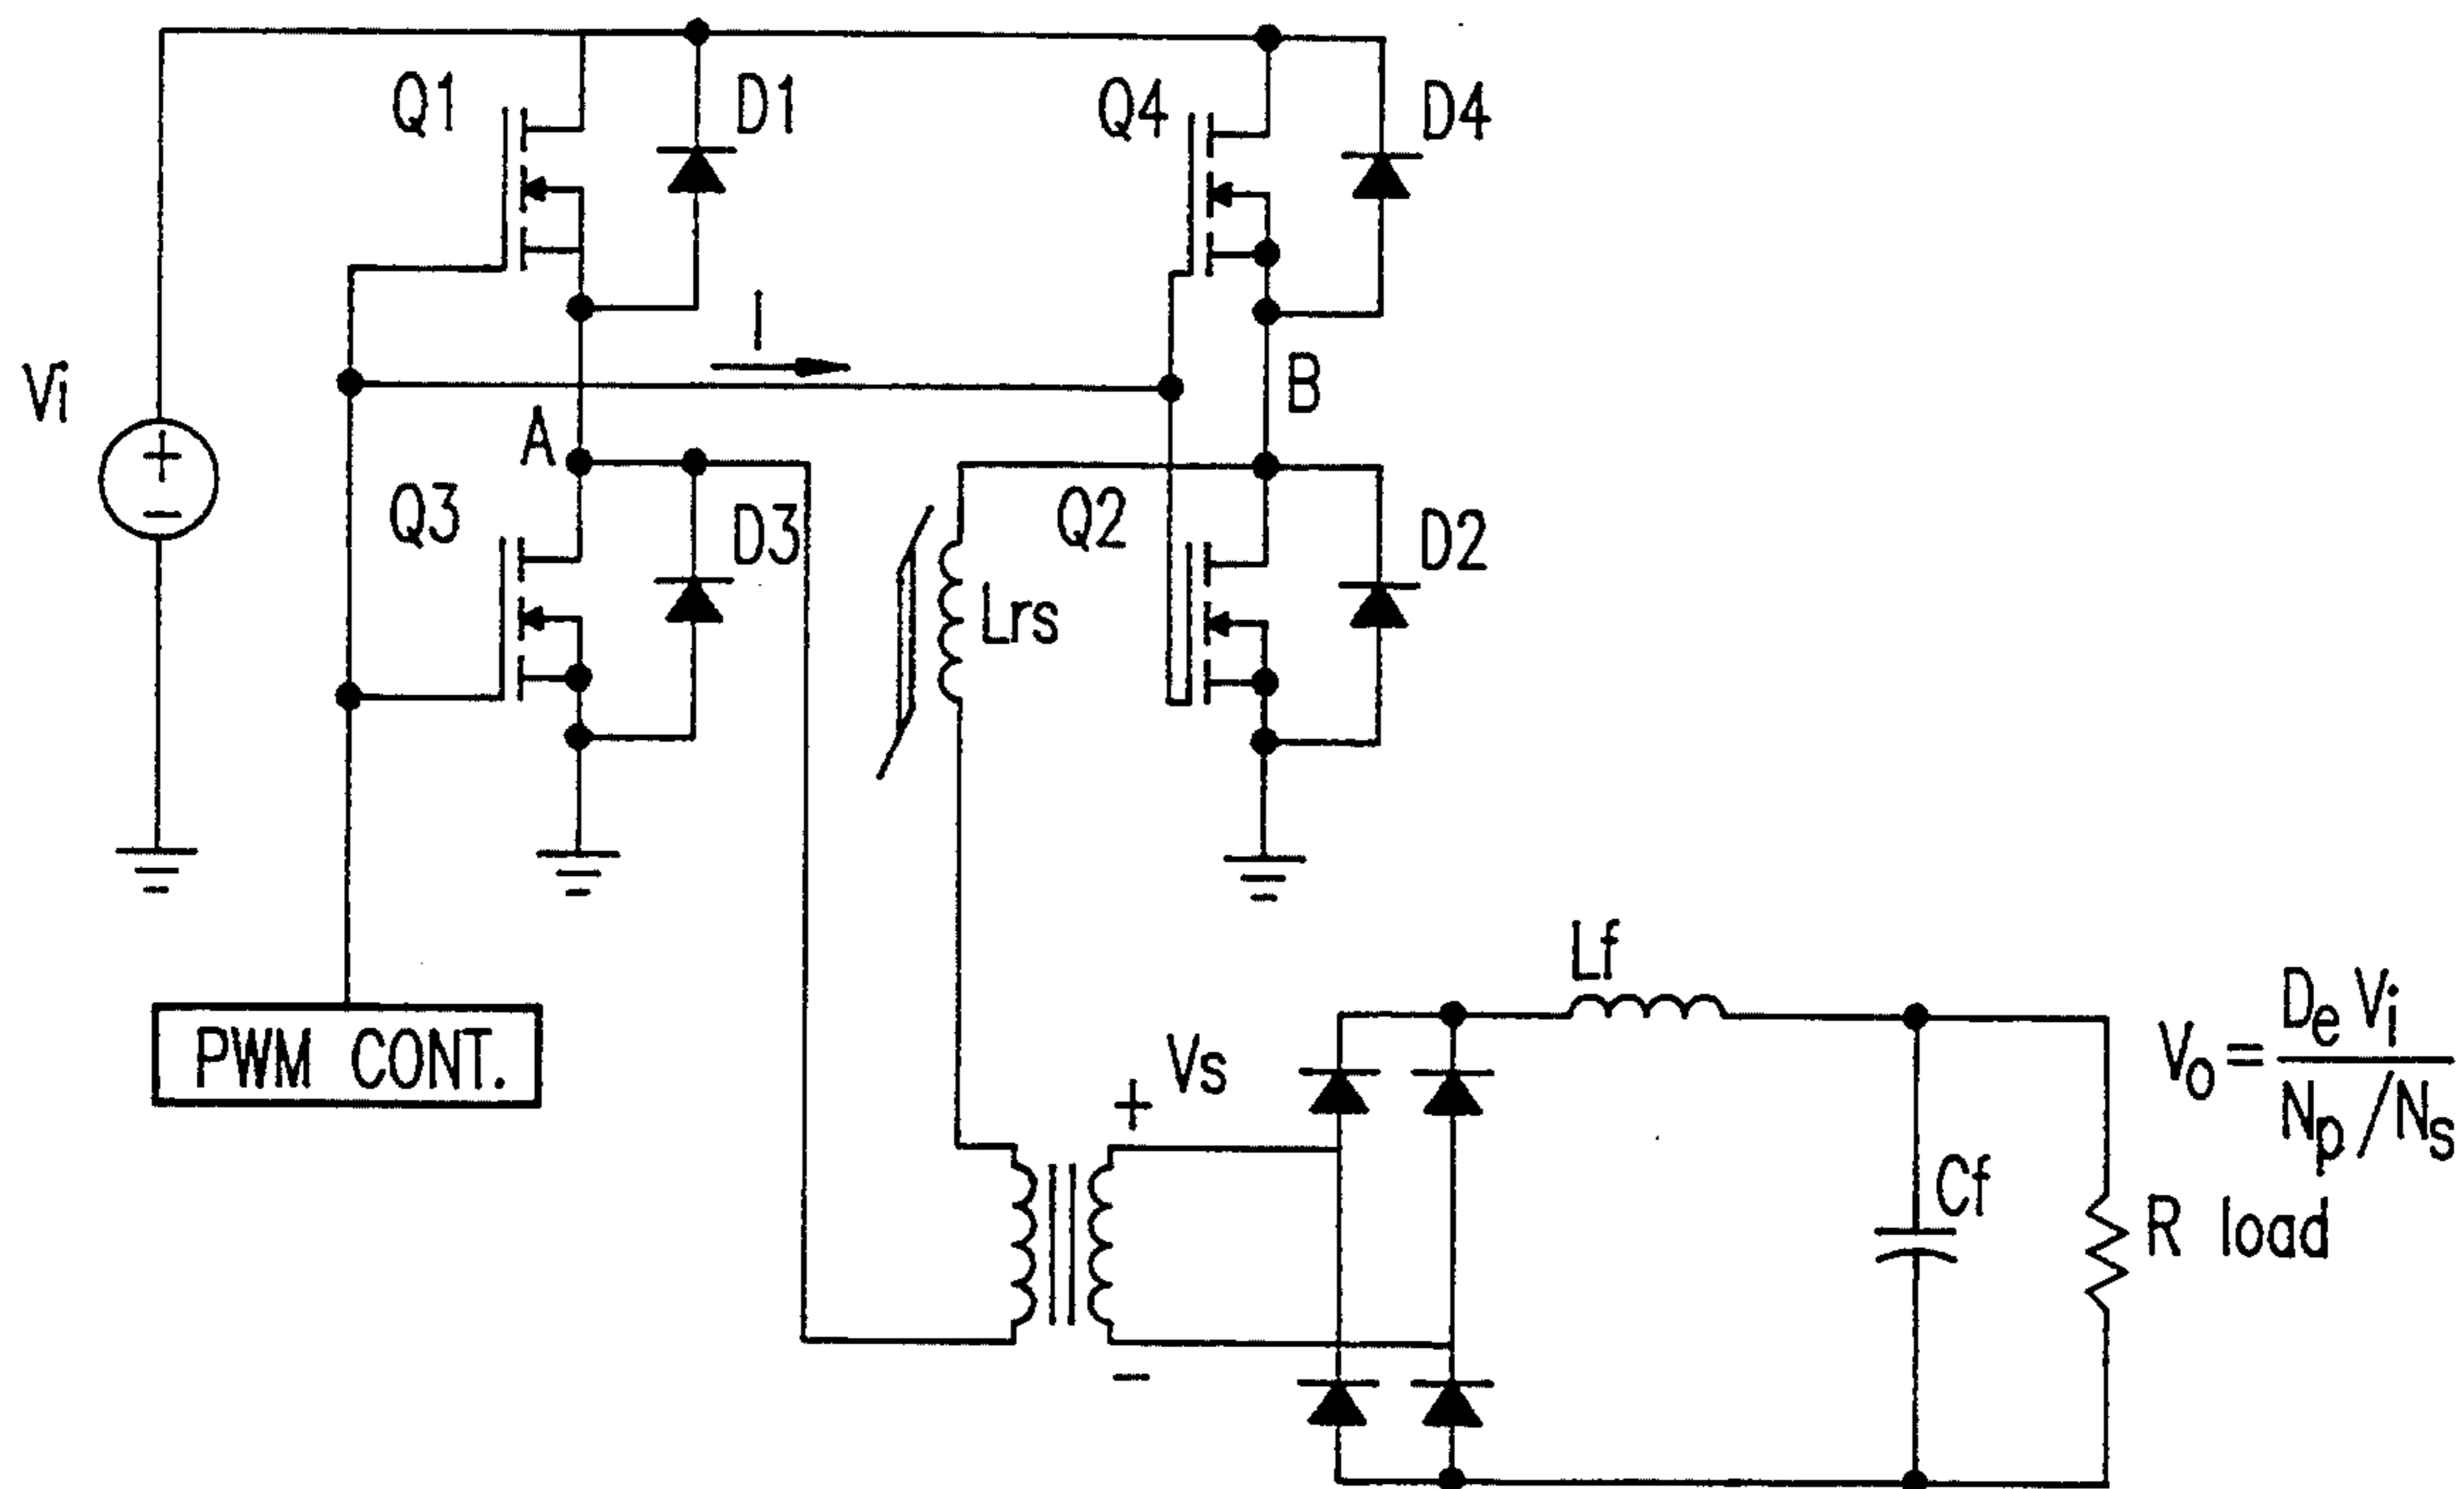 Q1
D1
Q4
D4
I
Vi
+
−
A
B
Q3
D3
Lrs
Q2
D2
PWM CONT.
Lf
+ Vs
−
Vo = De Vi / Np/Ns
Cf
R load